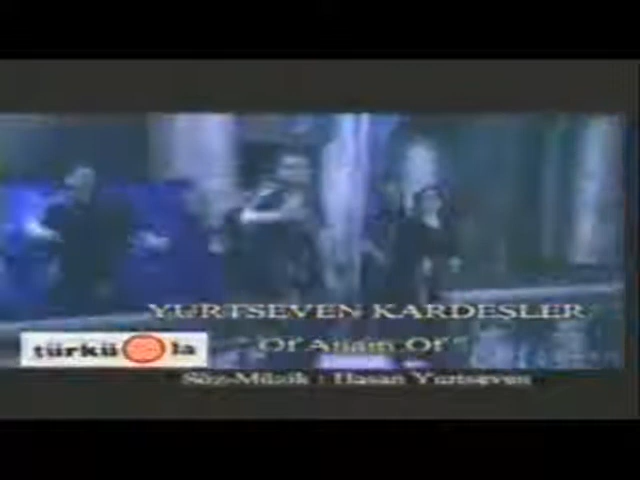 YURTSEVEN KARDEŞLER
"Of Anam Of"
türküola
Söz-Müzik : Hasan Yurtseven